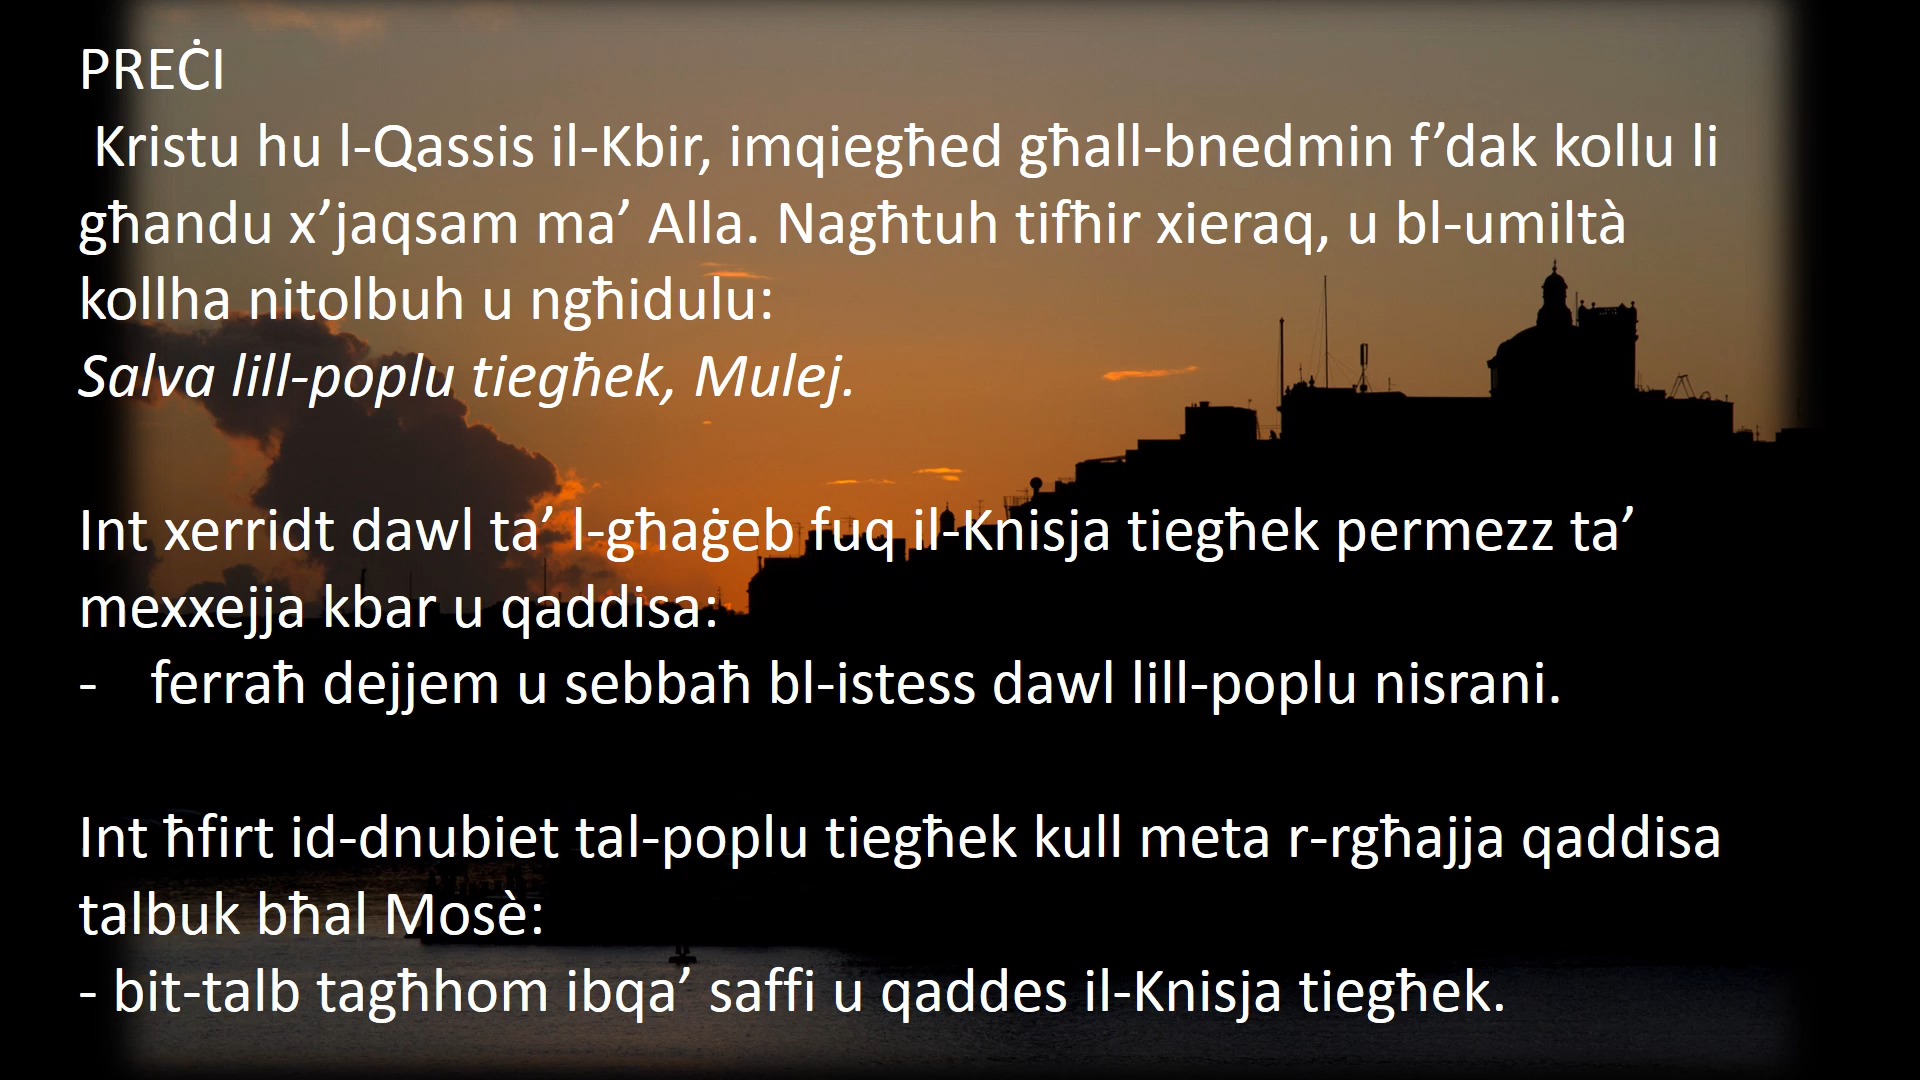 PREĊI
Kristu hu l-Qassis il-Kbir, imqiegħed għall-bnedmin f’dak kollu li
għandu x’jaqsam ma’ Alla. Nagħtuh tifħir xieraq, u bl-umiltà
kollha nitolbuh u ngħidulu:
Salva lill-poplu tiegħek, Mulej.
Int xerridt dawl ta’ l-għaġeb fuq il-Knisja tiegħek permezz ta’
mexxejja kbar u qaddisa:
- ferraħ dejjem u sebbaħ bl-istess dawl lill-poplu nisrani.
Int ħfirt id-dnubiet tal-poplu tiegħek kull meta r-rgħajja qaddisa
talbuk bħal Mosè:
- bit-talb tagħhom ibqa’ saffi u qaddes il-Knisja tiegħek.